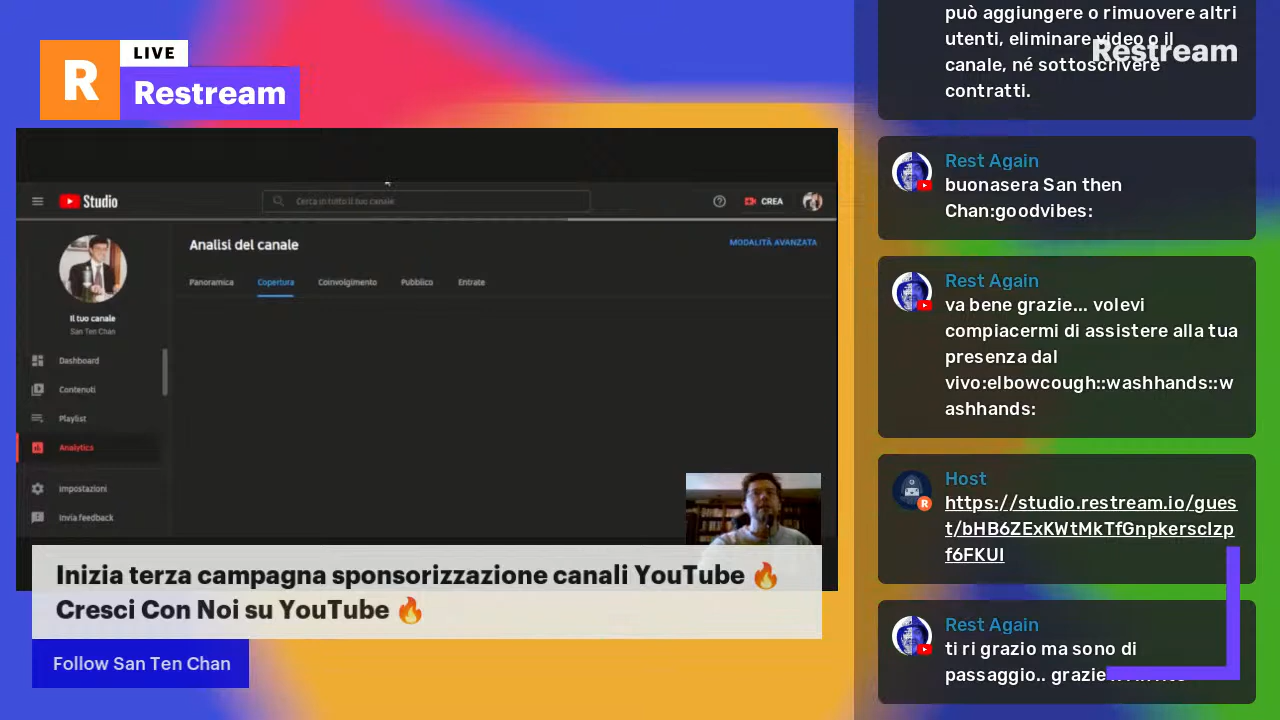 R
LIVE
Restream
Studio
Cerca in tutto il tuo canale
CREA
Analisi del canale
MODALITÀ AVANZATA
Panoramica
Copertura
Coinvolgimento
Pubblico
Entrate
Il tuo canale
San Ten Chan
Dashboard
Contenuti
Playlist
Analytics
Impostazioni
Invia feedback
Inizia terza campagna sponsorizzazione canali YouTube 🔥
Cresci Con Noi su YouTube 🔥
Follow San Ten Chan
Restream
può aggiungere o rimuovere altri
utenti, eliminare video o il
canale, né sottoscrivere
contratti.
Rest Again
buonasera San then
Chan:goodvibes:
Rest Again
va bene grazie... volevi
compiacermi di assistere alla tua
presenza dal
vivo:elbowcough::washhands::w
ashhands:
Host
https://studio.restream.io/gues
t/bHB6ZExKWtMkTfGnpkersclzp
f6FKUI
Rest Again
ti ri grazio ma sono di
passaggio.. grazie